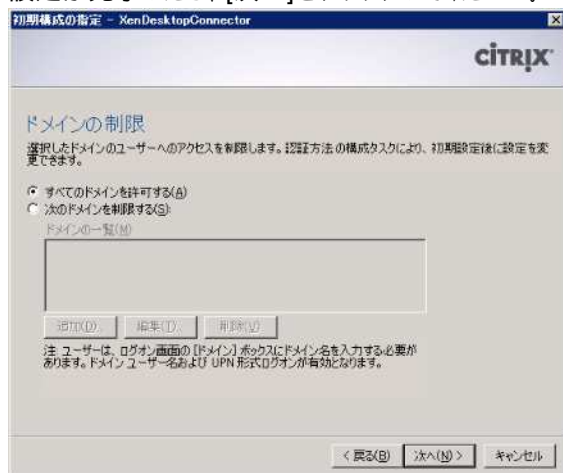 初期構成の指定 - XenDesktopConnector
CITRIX
ドメインの制限
選択したドメインのユーザーへのアクセスを制限します。認証方法の構成タスクにより、初期設定後に設定を変
更できます。
すべてのドメインを許可する(A)
次のドメインを制限する(S):
ドメインの一覧(M)
追加(D)... 編集(T)... 削除(V)
注: ユーザーは、ログオン画面の [ドメイン] ボックスにドメイン名を入力する必要が
あります。ドメイン ユーザー名および UPN 形式ログオンが有効となります。
< 戻る(B) 次へ(N) > キャンセル